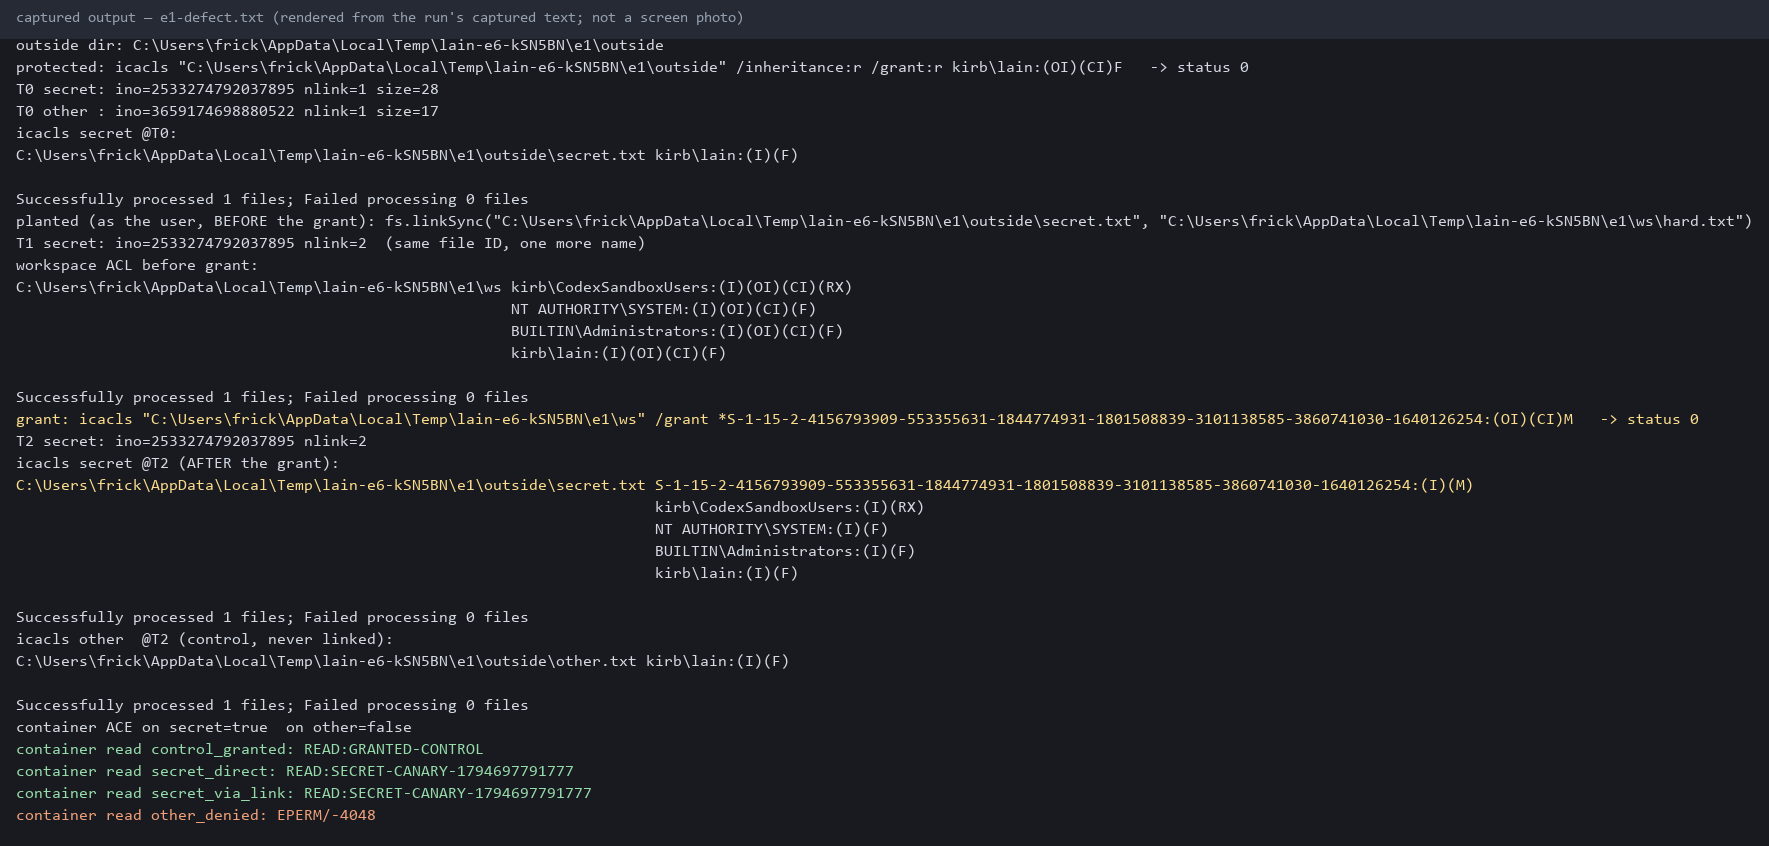 captured output — e1-defect.txt (rendered from the run's captured text; not a screen photo)
outside dir: C:\Users\frick\AppData\Local\Temp\lain-e6-kSN5BN\e1\outside
protected: icacls "C:\Users\frick\AppData\Local\Temp\lain-e6-kSN5BN\e1\outside" /inheritance:r /grant:r kirb\lain:(OI)(CI)F   -> status 0
T0 secret: ino=2533274792037895 nlink=1 size=28
T0 other : ino=3659174698880522 nlink=1 size=17
icacls secret @T0:
C:\Users\frick\AppData\Local\Temp\lain-e6-kSN5BN\e1\outside\secret.txt kirb\lain:(I)(F)
Successfully processed 1 files; Failed processing 0 files
planted (as the user, BEFORE the grant): fs.linkSync("C:\Users\frick\AppData\Local\Temp\lain-e6-kSN5BN\e1\outside\secret.txt", "C:\Users\frick\AppData\Local\Temp\lain-e6-kSN5BN\e1\ws\hard.txt")
T1 secret: ino=2533274792037895 nlink=2  (same file ID, one more name)
workspace ACL before grant:
C:\Users\frick\AppData\Local\Temp\lain-e6-kSN5BN\e1\ws kirb\CodexSandboxUsers:(I)(OI)(CI)(RX)
NT AUTHORITY\SYSTEM:(I)(OI)(CI)(F)
BUILTIN\Administrators:(I)(OI)(CI)(F)
kirb\lain:(I)(OI)(CI)(F)
Successfully processed 1 files; Failed processing 0 files
grant: icacls "C:\Users\frick\AppData\Local\Temp\lain-e6-kSN5BN\e1\ws" /grant *S-1-15-2-4156793909-553355631-1844774931-1801508839-3101138585-3860741030-1640126254:(OI)(CI)M   -> status 0
T2 secret: ino=2533274792037895 nlink=2
icacls secret @T2 (AFTER the grant):
C:\Users\frick\AppData\Local\Temp\lain-e6-kSN5BN\e1\outside\secret.txt S-1-15-2-4156793909-553355631-1844774931-1801508839-3101138585-3860741030-1640126254:(I)(M)
kirb\CodexSandboxUsers:(I)(RX)
NT AUTHORITY\SYSTEM:(I)(F)
BUILTIN\Administrators:(I)(F)
kirb\lain:(I)(F)
Successfully processed 1 files; Failed processing 0 files
icacls other  @T2 (control, never linked):
C:\Users\frick\AppData\Local\Temp\lain-e6-kSN5BN\e1\outside\other.txt kirb\lain:(I)(F)
Successfully processed 1 files; Failed processing 0 files
container ACE on secret=true  on other=false
container read control_granted: READ:GRANTED-CONTROL
container read secret_direct: READ:SECRET-CANARY-1794697791777
container read secret_via_link: READ:SECRET-CANARY-1794697791777
container read other_denied: EPERM/-4048